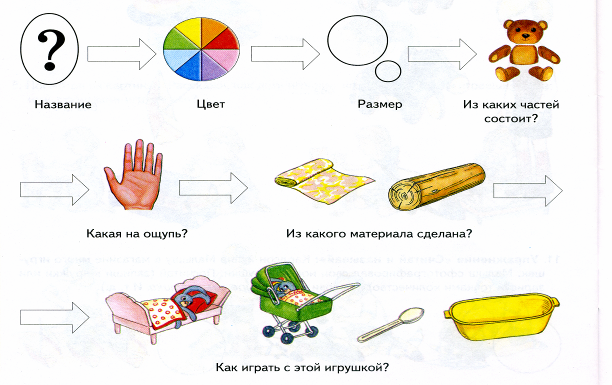 ?
Название
Цвет
Размер
Из каких частей
состоит?
Какая на ощупь?
Из какого материала сделана?
Как играть с этой игрушкой?